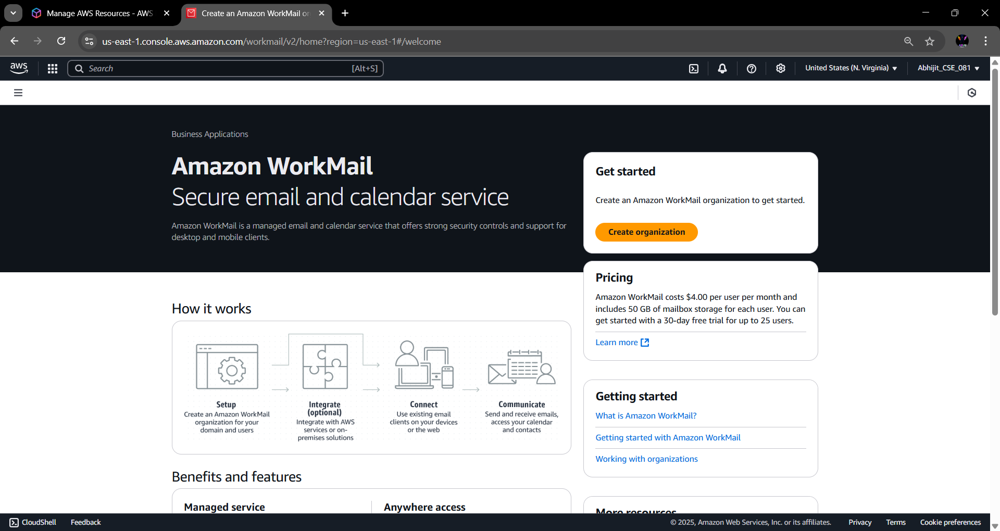 Manage AWS Resources - AWS
Create an Amazon WorkMail or
us-east-1.console.aws.amazon.com/workmail/v2/home?region=us-east-1#/welcome
aws
Search
[Alt+S]
United States (N. Virginia)
Abhijit_CSE_081
Business Applications
Amazon WorkMail
Secure email and calendar service
Amazon WorkMail is a managed email and calendar service that offers strong security controls and support for
desktop and mobile clients.
Get started
Create an Amazon WorkMail organization to get started.
Create organization
Pricing
Amazon WorkMail costs $4.00 per user per month and
includes 50 GB of mailbox storage for each user. You can
get started with a 30-day free trial for up to 25 users.
Learn more
How it works
Setup
Create an Amazon WorkMail
organization for your
domain and users
Integrate
(optional)
Integrate with AWS
services or on-
premises solutions
Connect
Use existing email
clients on your devices
or the web
Communicate
Send and receive emails,
access your calendar
and contacts
Getting started
What is Amazon WorkMail?
Getting started with Amazon WorkMail
Working with organizations
Benefits and features
Managed service
Anywhere access
More resources
CloudShell
Feedback
© 2025, Amazon Web Services, Inc. or its affiliates.
Privacy
Terms
Cookie preferences